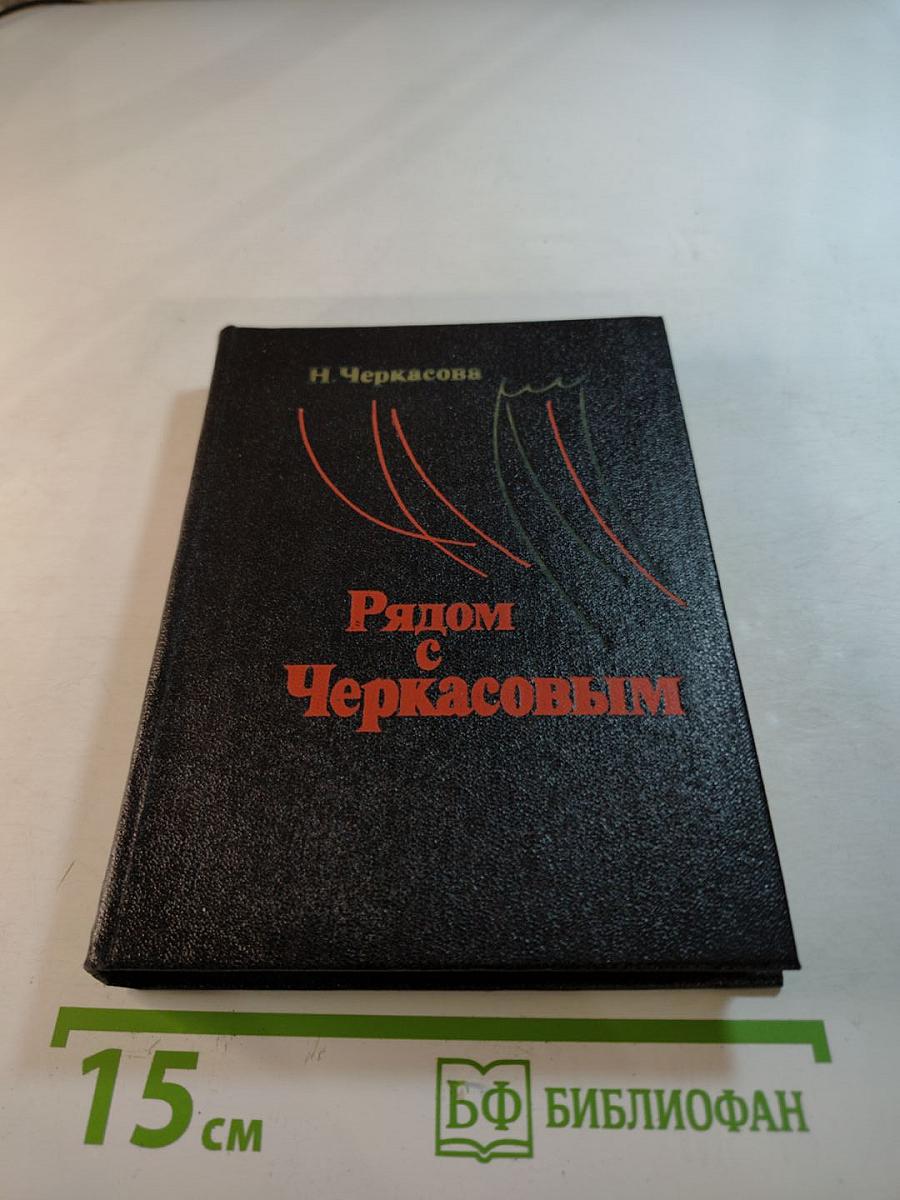 Н. Черкасова
Рядом
с
Черкасовым
15 см
БФ БИБЛИОФАН